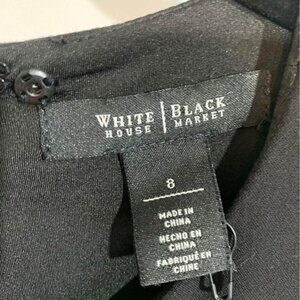 WHITE | BLACK
HOUSE | MARKET
8
MADE IN
CHINA
HECHO EN
CHINA
FABRIQUÉ EN
CHINE